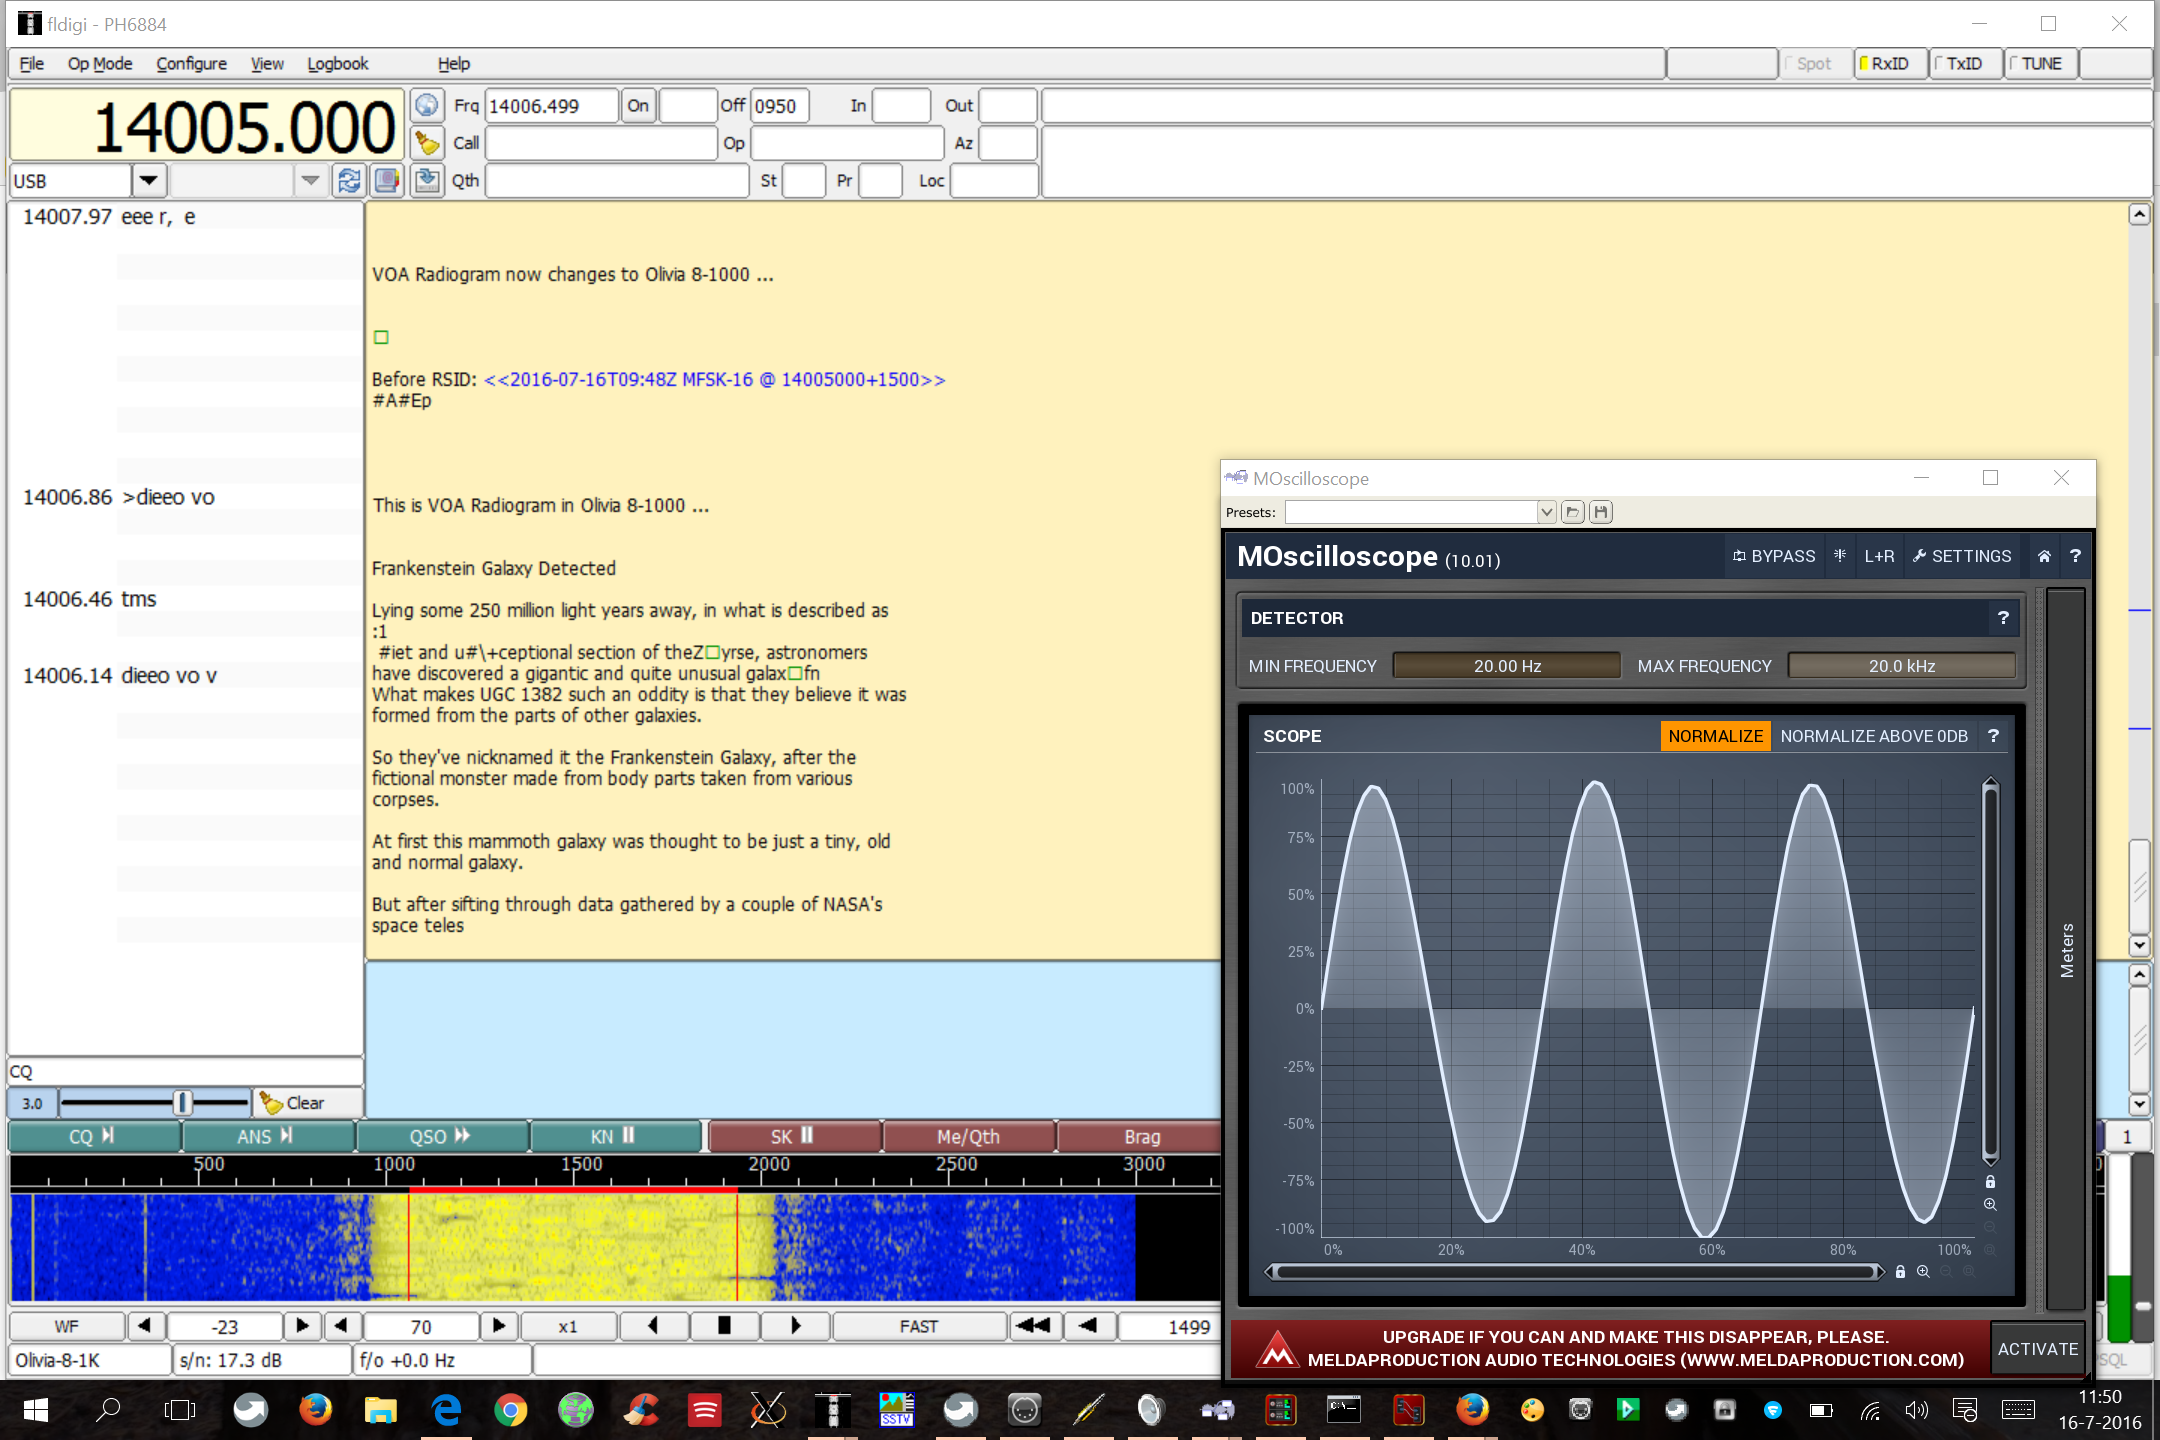 fldigi - PH6884
File Op Mode Configure View Logbook Help Spot RxID TxID TUNE
14005.000
Frq 14006.499 On Off 0950 In Out
Call Op Az
USB Qth St Pr Loc
14007.97 eee r, e
14006.86 >dieeo vo
14006.46 tms
14006.14 dieeo vo v
VOA Radiogram now changes to Olivia 8-1000 ...
Before RSID: <<2016-07-16T09:48Z MFSK-16 @ 14005000+1500>>
#A#Ep
This is VOA Radiogram in Olivia 8-1000 ...
Frankenstein Galaxy Detected
Lying some 250 million light years away, in what is described as
:1
#iet and u#\+ceptional section of theZ□yrse, astronomers
have discovered a gigantic and quite unusual galax□fn
What makes UGC 1382 such an oddity is that they believe it was
formed from the parts of other galaxies.
So they've nicknamed it the Frankenstein Galaxy, after the
fictional monster made from body parts taken from various
corpses.
At first this mammoth galaxy was thought to be just a tiny, old
and normal galaxy.
But after sifting through data gathered by a couple of NASA's
space teles
CQ
3.0 Clear
CQ ANS QSO KN SK Me/Qth Brag 1
500 1000 1500 2000 2500 3000
WF -23 70 x1 FAST 1499
Olivia-8-1K s/n: 17.3 dB f/o +0.0 Hz
MOscilloscope
Presets:
MOscilloscope (10.01) BYPASS L+R SETTINGS ?
DETECTOR ?
MIN FREQUENCY 20.00 Hz MAX FREQUENCY 20.0 kHz
SCOPE NORMALIZE NORMALIZE ABOVE 0DB ?
100%
75%
50%
25%
0%
-25%
-50%
-75%
-100%
0% 20% 40% 60% 80% 100%
Meters
UPGRADE IF YOU CAN AND MAKE THIS DISAPPEAR, PLEASE.
MELDAPRODUCTION AUDIO TECHNOLOGIES (WWW.MELDAPRODUCTION.COM)
ACTIVATE
SSTV
11:50
16-7-2016